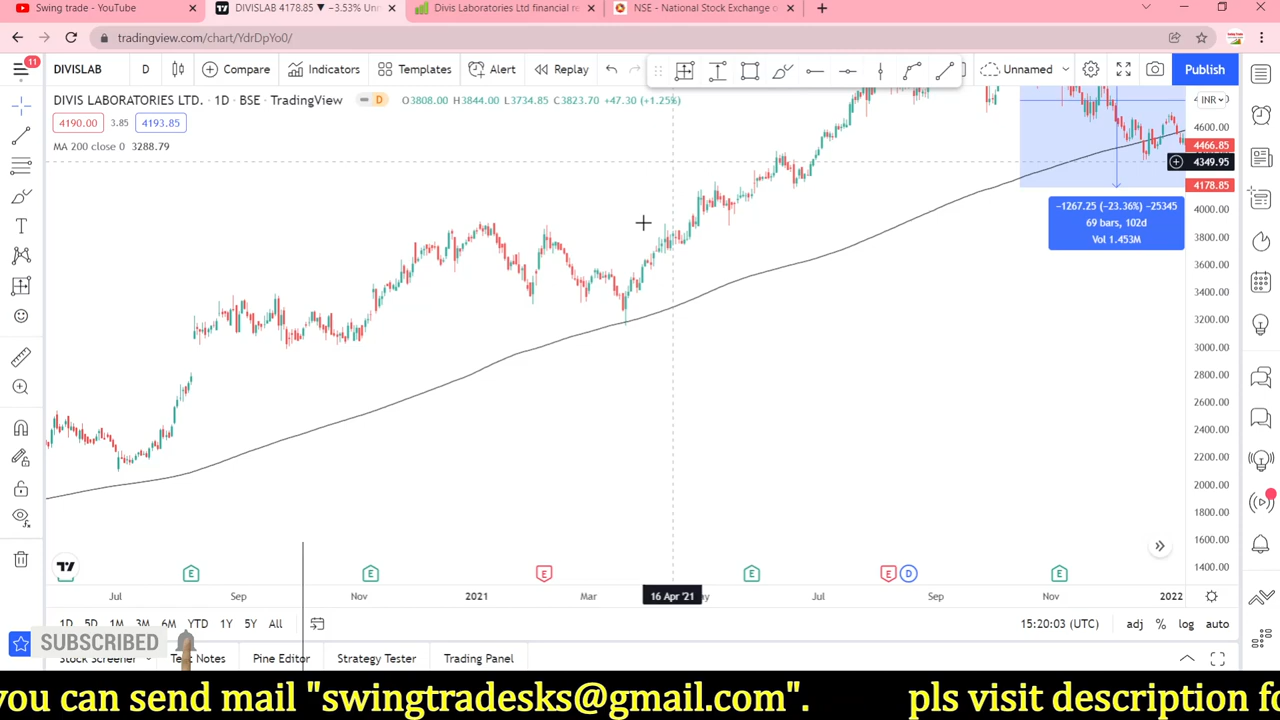 Swing trade - YouTube
DIVISLAB 4178.85 ▼ −3.53% Unn
Divis Laboratories Ltd financial re
NSE - National Stock Exchange o
tradingview.com/chart/YdrDpYo0/
11
DIVISLAB
D
Compare
Indicators
Templates
Alert
Replay
Unnamed
Publish
DIVIS LABORATORIES LTD. · 1D · BSE · TradingView
D
O3808.00 H3844.00 L3734.85 C3823.70 +47.30 (+1.25%)
INR
4190.00
3.85
4193.85
MA 200 close 0 3288.79
4600.00
4466.85
4349.95
4178.85
4000.00
3800.00
3600.00
3400.00
3200.00
3000.00
2800.00
2600.00
2400.00
2200.00
2000.00
1800.00
1600.00
1400.00
−1267.25 (−23.36%) −25345
69 bars, 102d
Vol 1.453M
E
E
E
E
E
D
E
Jul
Sep
Nov
2021
Mar
16 Apr '21
Jul
Sep
Nov
2022
1D
5D
1M
3M
6M
YTD
1Y
5Y
All
15:20:03 (UTC)
adj
%
log
auto
SUBSCRIBED
Pine Editor
Strategy Tester
Trading Panel
you can send mail "swingtradesks@gmail.com".
pls visit description fo